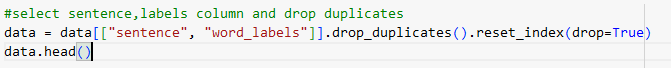 #select sentence,labels column and drop duplicates
data = data[["sentence", "word_labels"]].drop_duplicates().reset_index(drop=True)
data.head()